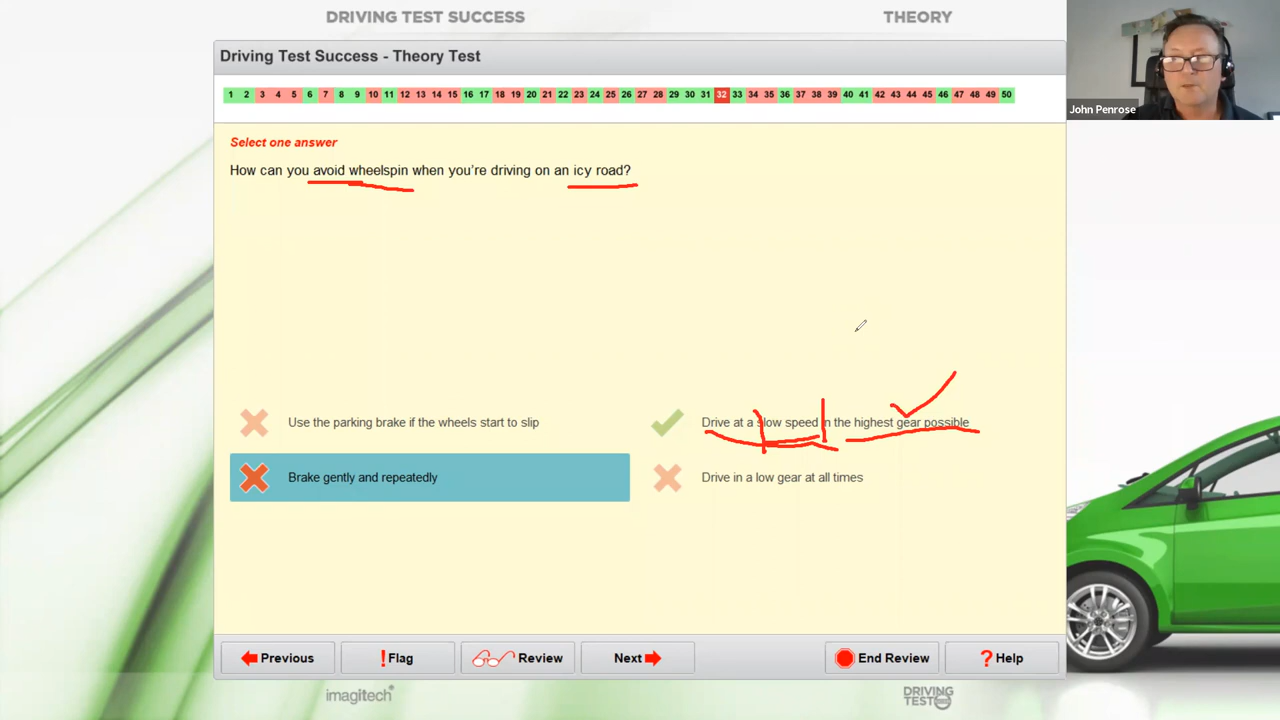 DRIVING TEST SUCCESS THEORY
Driving Test Success - Theory Test
John Penrose
1 2 3 4 5 6 7 8 9 10 11 12 13 14 15 16 17 18 19 20 21 22 23 24 25 26 27 28 29 30 31 32 33 34 35 36 37 38 39 40 41 42 43 44 45 46 47 48 49 50
Select one answer
How can you avoid wheelspin when you're driving on an icy road?
Use the parking brake if the wheels start to slip
Drive at a slow speed in the highest gear possible
Brake gently and repeatedly
Drive in a low gear at all times
Previous Flag Review Next End Review Help
imagitech
DRIVING
TEST